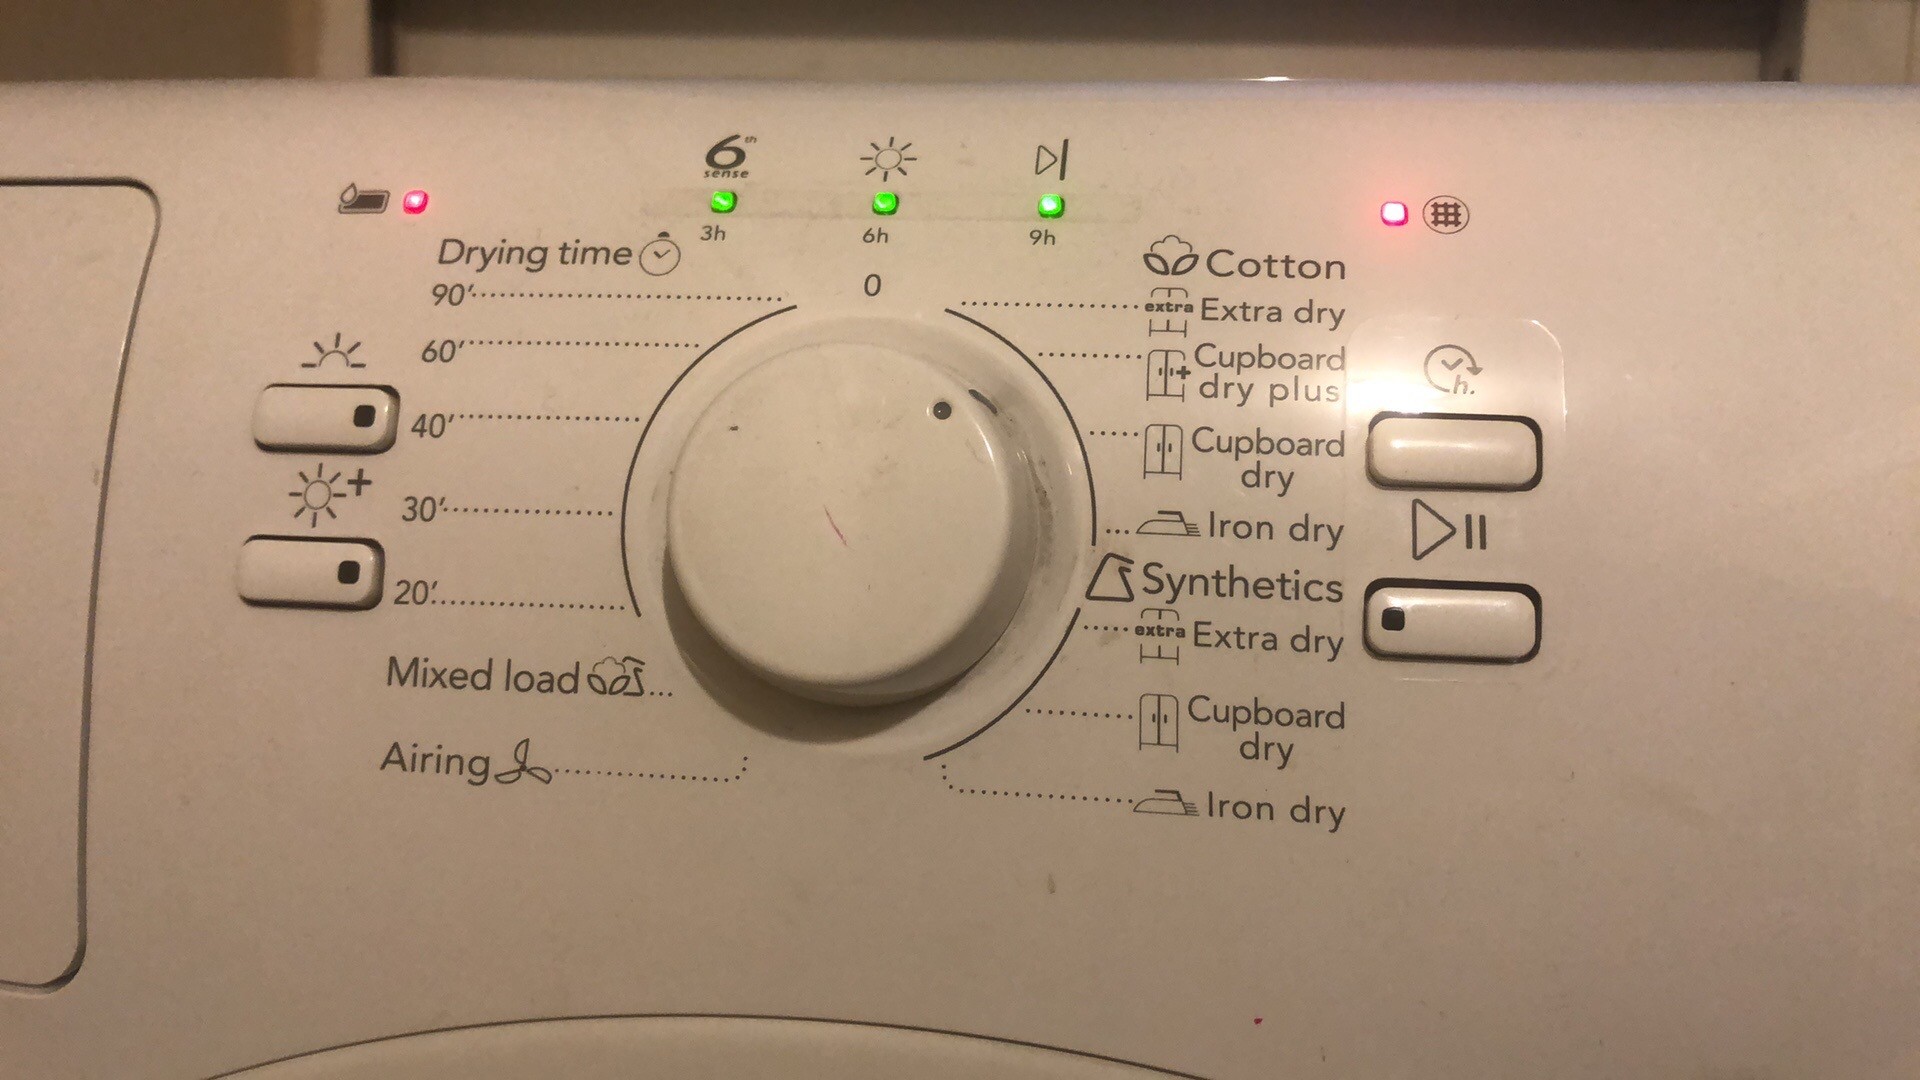 6th
sense
3h
6h
9h
Drying time
90'
60'
40'
30'
20'
Mixed load
Airing
0
Cotton
extra Extra dry
Cupboard
dry plus
Cupboard
dry
Iron dry
Synthetics
extra Extra dry
Cupboard
dry
Iron dry
h.